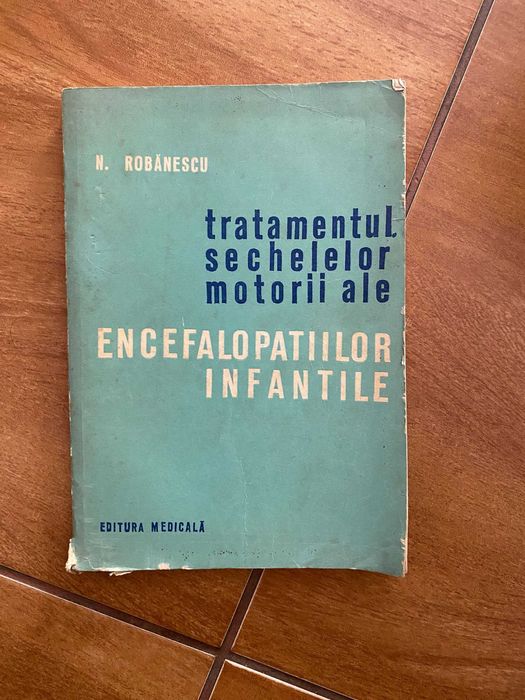 N. ROBĂNESCU
tratamentul
sechelelor
motorii ale
ENCEFALOPATIILOR
INFANTILE
EDITURA MEDICALĂ